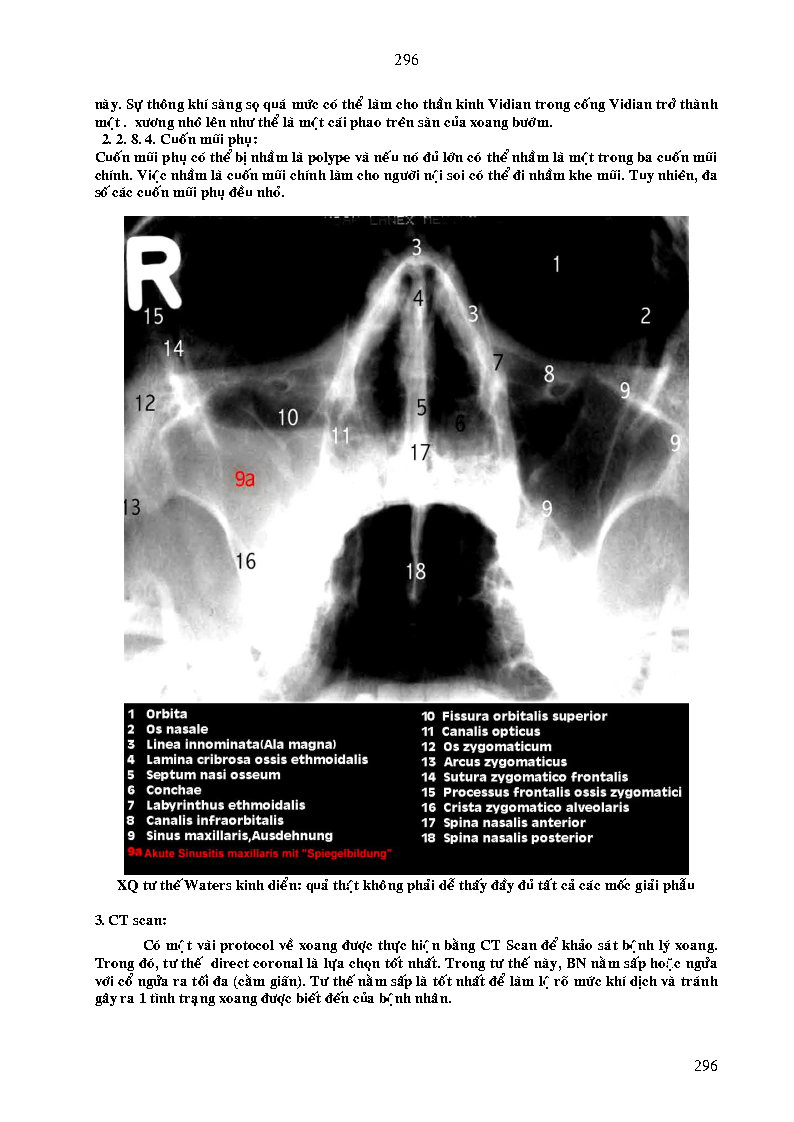 296
này. Sự thông khí sàng sọ quá mức có thể làm cho thần kinh Vidian trong cống Vidian trở thành
một . xương nhô lên như thể là một cái phao trên sàn của xoang bướm.
2. 2. 8. 4. Cuốn mũi phụ:
Cuốn mũi phụ có thể bị nhầm là polype và nếu nó đủ lớn có thể nhầm là một trong ba cuốn mũi
chính. Việc nhầm là cuốn mũi chính làm cho người nội soi có thể đi nhầm khe mũi. Tuy nhiên, đa
số các cuốn mũi phụ đều nhỏ.
R
3
1
4
15
3
2
14
7
8
9
12
10
5
6
11
17
9
9a
13
9
16
18
1 Orbita
2 Os nasale
3 Linea innominata(Ala magna)
4 Lamina cribrosa ossis ethmoidalis
5 Septum nasi osseum
6 Conchae
7 Labyrinthus ethmoidalis
8 Canalis infraorbitalis
9 Sinus maxillaris,Ausdehnung
9a Akute Sinusitis maxillaris mit "Spiegelbildung"
10 Fissura orbitalis superior
11 Canalis opticus
12 Os zygomaticum
13 Arcus zygomaticus
14 Sutura zygomatico frontalis
15 Processus frontalis ossis zygomatici
16 Crista zygomatico alveolaris
17 Spina nasalis anterior
18 Spina nasalis posterior
XQ tư thế Waters kinh điển: quả thật không phải dễ thấy đầy đủ tất cả các mốc giải phẫu
3. CT scan:
Có một vài protocol về xoang được thực hiện bằng CT Scan để khảo sát bệnh lý xoang.
Trong đó, tư thế direct coronal là lựa chọn tốt nhất. Trong tư thế này, BN nằm sấp hoặc ngửa
với cổ ngửa ra tối đa (cằm giãn). Tư thế nằm sấp là tốt nhất để làm lộ rõ mức khí dịch và tránh
gây ra 1 tình trạng xoang được biết đến của bệnh nhân.
296